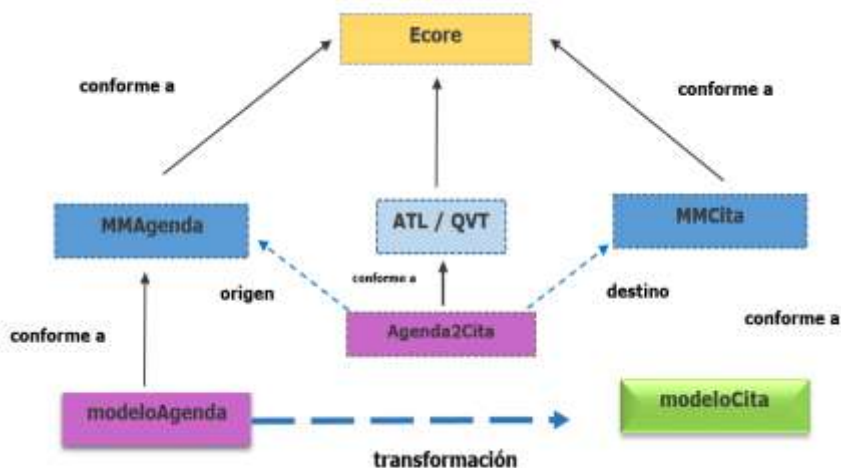 Ecore
conforme a
conforme a
MMAgenda
ATL / QVT
MMCita
origen
conforme a
destino
conforme a
Agenda2Cita
conforme a
modeloAgenda
modeloCita
transformación